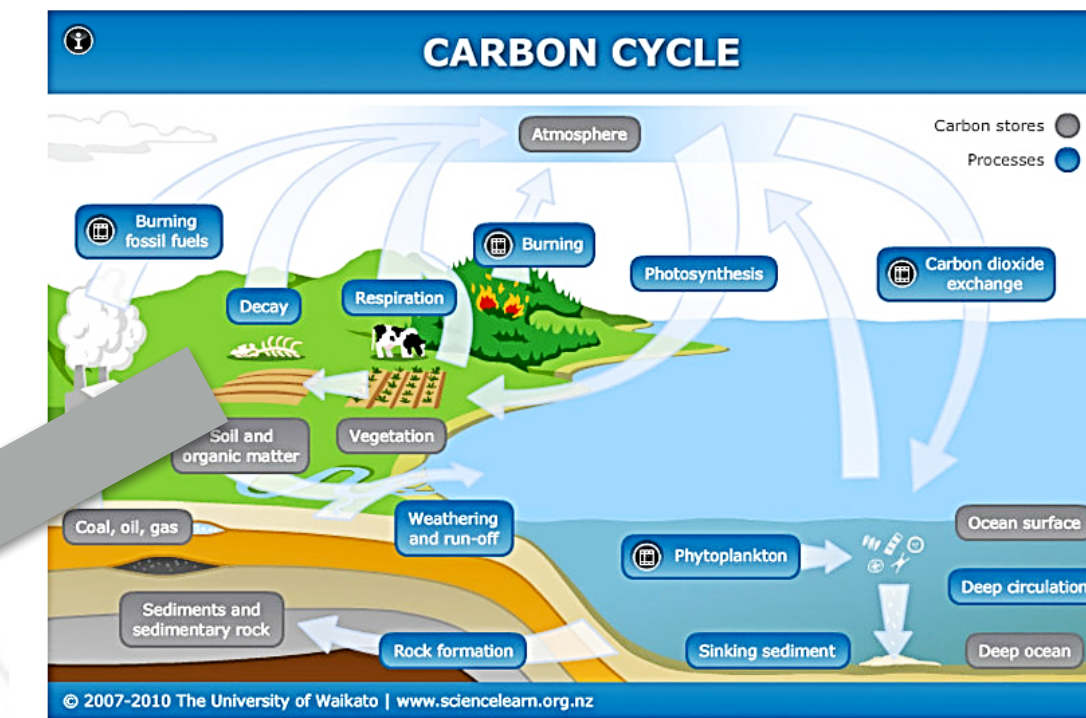 CARBON CYCLE
Atmosphere
Carbon stores
Processes
Burning
fossil fuels
Burning
Photosynthesis
Carbon dioxide
exchange
Decay
Respiration
Soil and
organic matter
Vegetation
Coal, oil, gas
Weathering
and run-off
Ocean surface
Phytoplankton
Deep circulation
Sediments and
sedimentary rock
Rock formation
Sinking sediment
Deep ocean
© 2007-2010 The University of Waikato | www.sciencelearn.org.nz